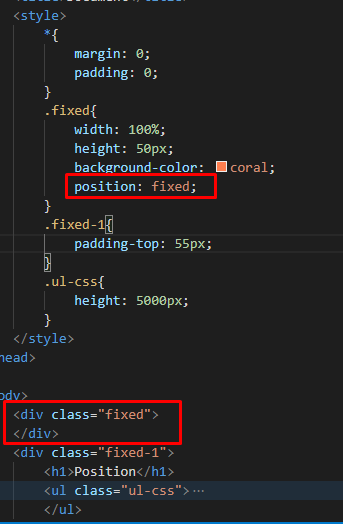 <style>
*{
margin: 0;
padding: 0;
}
.fixed{
width: 100%;
height: 50px;
background-color: coral;
position: fixed;
}
.fixed-1{
padding-top: 55px;
}
.ul-css{
height: 5000px;
}
</style>
head>
ody>
<div class="fixed">
</div>
<div class="fixed-1">
<h1>Position</h1>
<ul class="ul-css">…
</ul>